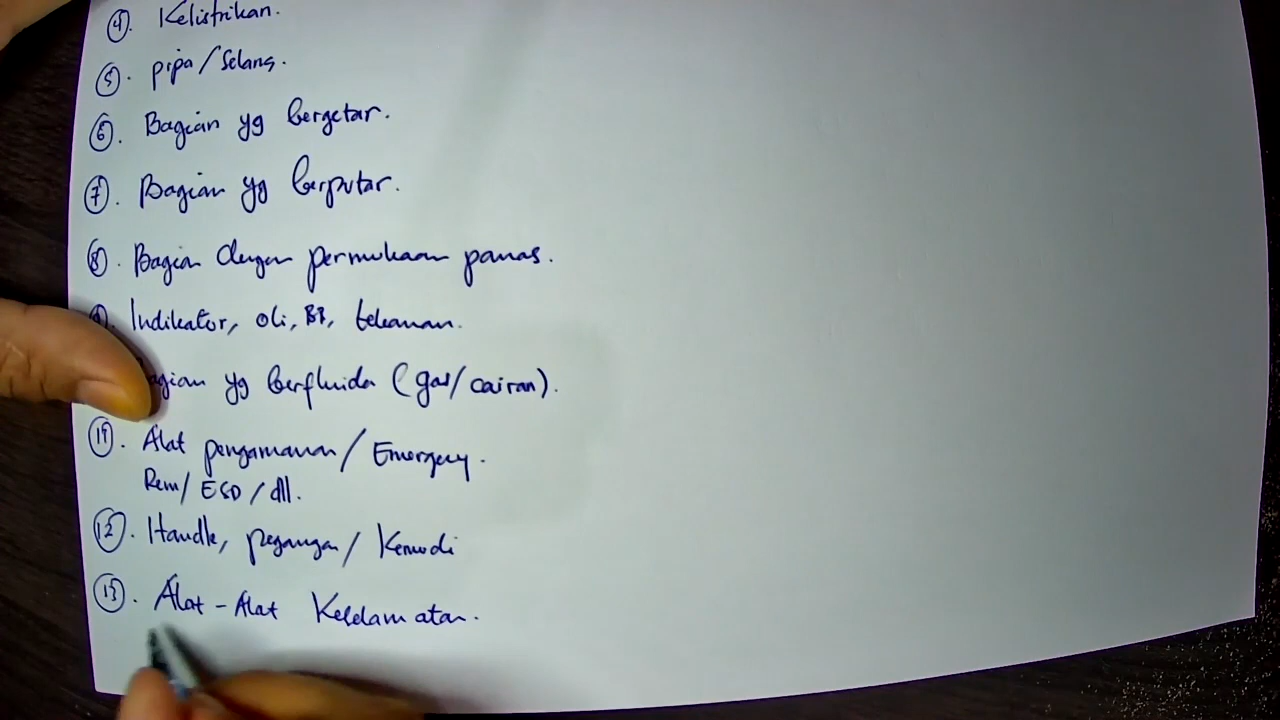 4. Kelistrikan.
5. pipa/Selang.
6. Bagian yg bergetar.
7. Bagian yg berputar.
8. Bagian dengan permukaan panas.
9. Indikator, oli, BB, tekanan.
agian yg berfluida (gas/cairan).
11. Alat pengamanan/Emergency.
Rem/ESD/dll.
12. Handle, pegangan/Kemudi
13. Alat-Alat Keselamatan.